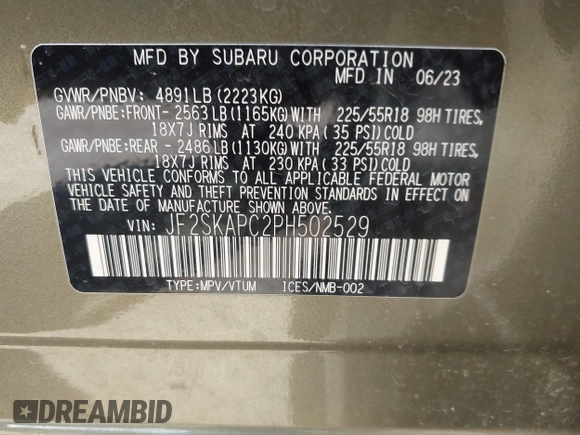 MFD BY SUBARU CORPORATION
MFD IN 06/23
GVWR/PNBV: 4891LB(2223KG)
GAWR/PNBE:FRONT- 2563LB(1165KG)WITH 225/55R18 98H TIRES,
18X7J RIMS AT 240 KPA( 35 PSI)COLD
GAWR/PNBE:REAR - 2486LB(1130KG)WITH 225/55R18 98H TIRES,
18X7J RIMS AT 230 KPA( 33 PSI)COLD
THIS VEHICLE CONFORMS TO ALL APPLICABLE FEDERAL MOTOR
VEHICLE SAFETY AND THEFT PREVENTION STANDARDS IN EFFECT
ON THE DATE OF MANUFACTURE SHOWN ABOVE.
VIN: JF2SKAPC2PH502529
TYPE:MPV/VTUM ICES/NMB-002
DREAMBID